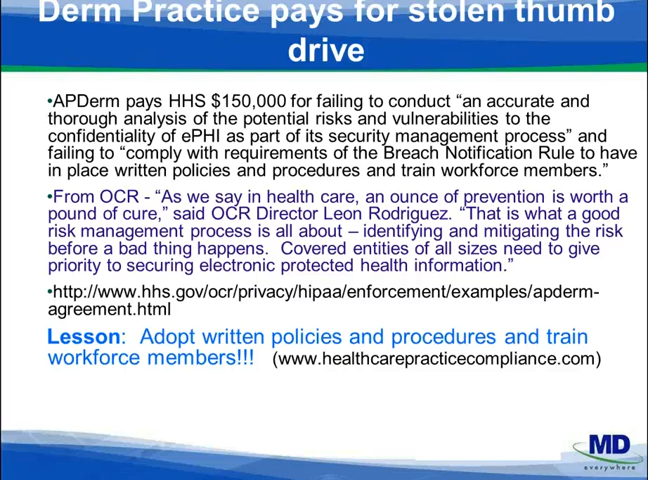 Derm Practice pays for stolen thumb
drive
•APDerm pays HHS $150,000 for failing to conduct “an accurate and
thorough analysis of the potential risks and vulnerabilities to the
confidentiality of ePHI as part of its security management process” and
failing to “comply with requirements of the Breach Notification Rule to have
in place written policies and procedures and train workforce members.”
•From OCR - “As we say in health care, an ounce of prevention is worth a
pound of cure,” said OCR Director Leon Rodriguez. “That is what a good
risk management process is all about – identifying and mitigating the risk
before a bad thing happens. Covered entities of all sizes need to give
priority to securing electronic protected health information.”
•http://www.hhs.gov/ocr/privacy/hipaa/enforcement/examples/apderm-
agreement.html
Lesson: Adopt written policies and procedures and train
workforce members!!! (www.healthcarepracticecompliance.com)
MD
everywhere